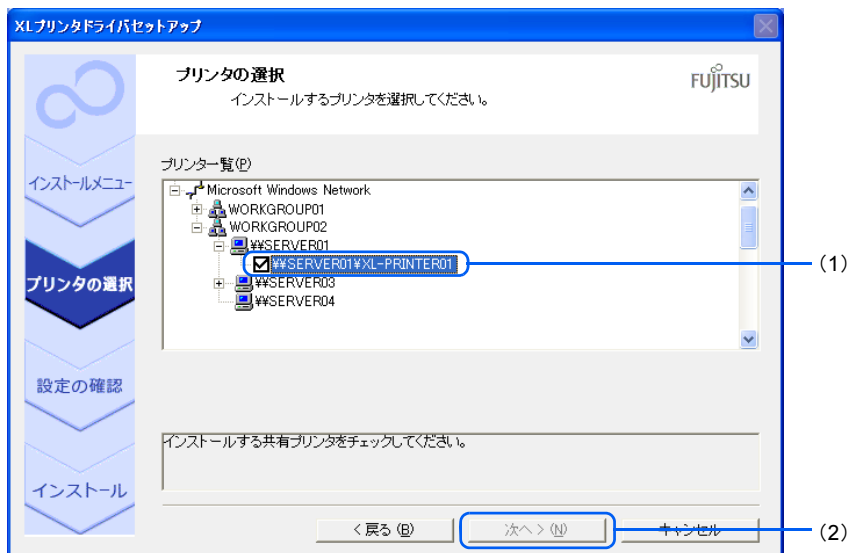 XLプリンタドライバセットアップ
プリンタの選択
インストールするプリンタを選択してください。
FUJITSU
インストールメニュー
プリンタの選択
設定の確認
インストール
プリンター覧(P)
Microsoft Windows Network
WORKGROUP01
WORKGROUP02
¥¥SERVER01
¥¥SERVER01¥XL-PRINTER01
(1)
¥¥SERVER03
¥¥SERVER04
インストールする共有プリンタをチェックしてください。
< 戻る (B)
次へ > (N)
キャンセル
(2)